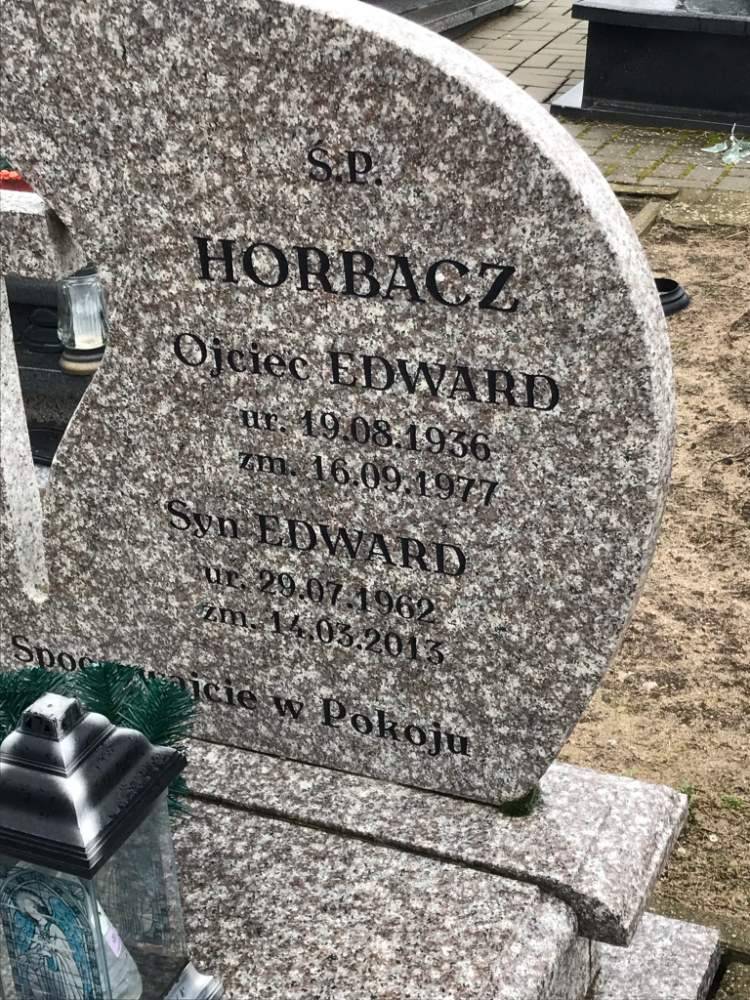 Ś.P.
HORBACZ
Ojciec EDWARD
ur. 19.08.1936
zm. 16.09.1977
Syn EDWARD
ur. 29.07.1962
zm. 14.03.2013
w Pokoju